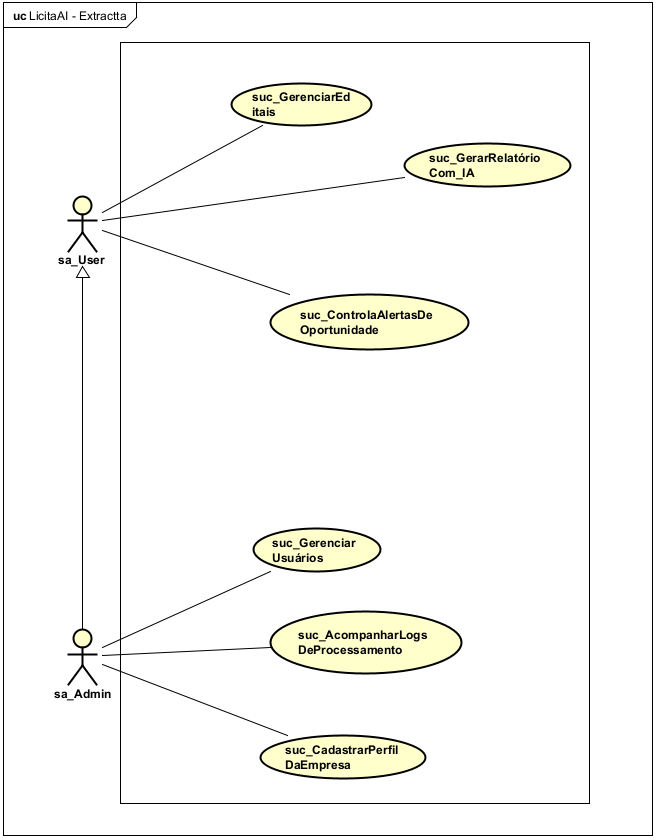 uc LicitaAI - Extractta
suc_GerenciarEd
itais
suc_GerarRelatório
Com_IA
sa_User
suc_ControlaAlertasDe
Oportunidade
suc_Gerenciar
Usuários
suc_AcompanharLogs
DeProcessamento
sa_Admin
suc_CadastrarPerfil
DaEmpresa